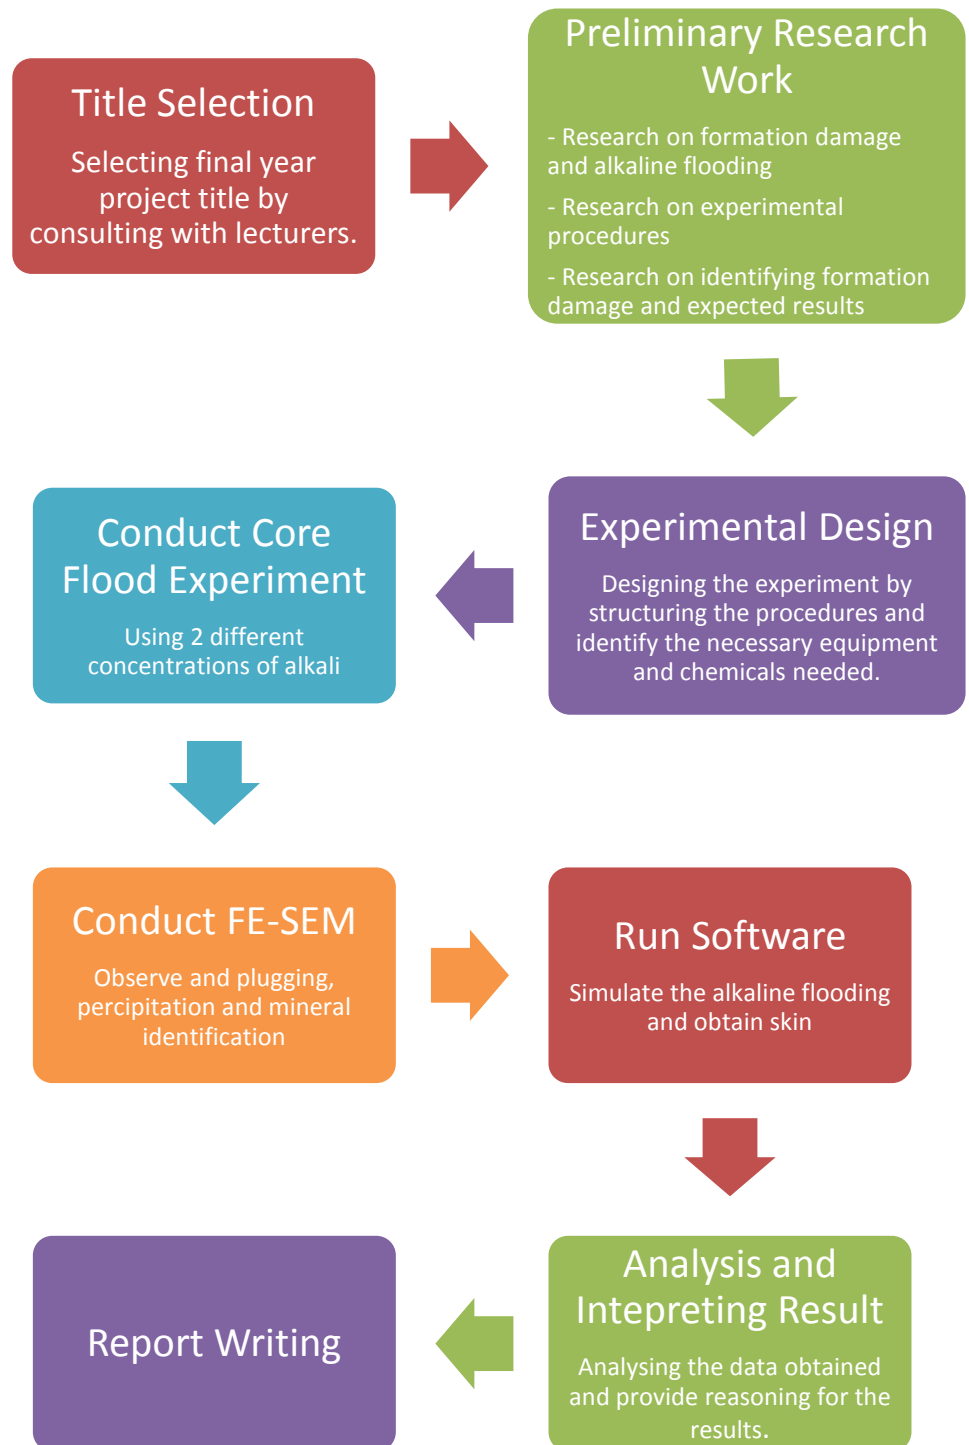 Title Selection
Selecting final year
project title by
consulting with lecturers.
Preliminary Research
Work
- Research on formation damage
and alkaline flooding
- Research on experimental
procedures
- Research on identifying formation
damage and expected results
Experimental Design
Designing the experiment by
structuring the procedures and
identify the necessary equipment
and chemicals needed.
Conduct Core
Flood Experiment
Using 2 different
concentrations of alkali
Conduct FE-SEM
Observe and plugging,
percipitation and mineral
identification
Run Software
Simulate the alkaline flooding
and obtain skin
Analysis and
Intepreting Result
Analysing the data obtained
and provide reasoning for the
results.
Report Writing